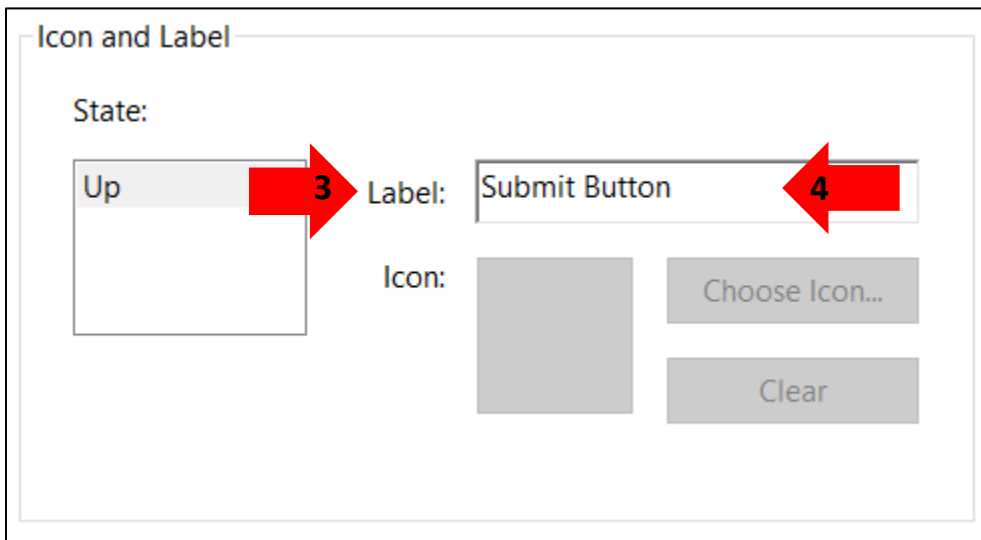 Icon and Label
State:
Up
3
Label:
Submit Button
4
Icon:
Choose Icon...
Clear